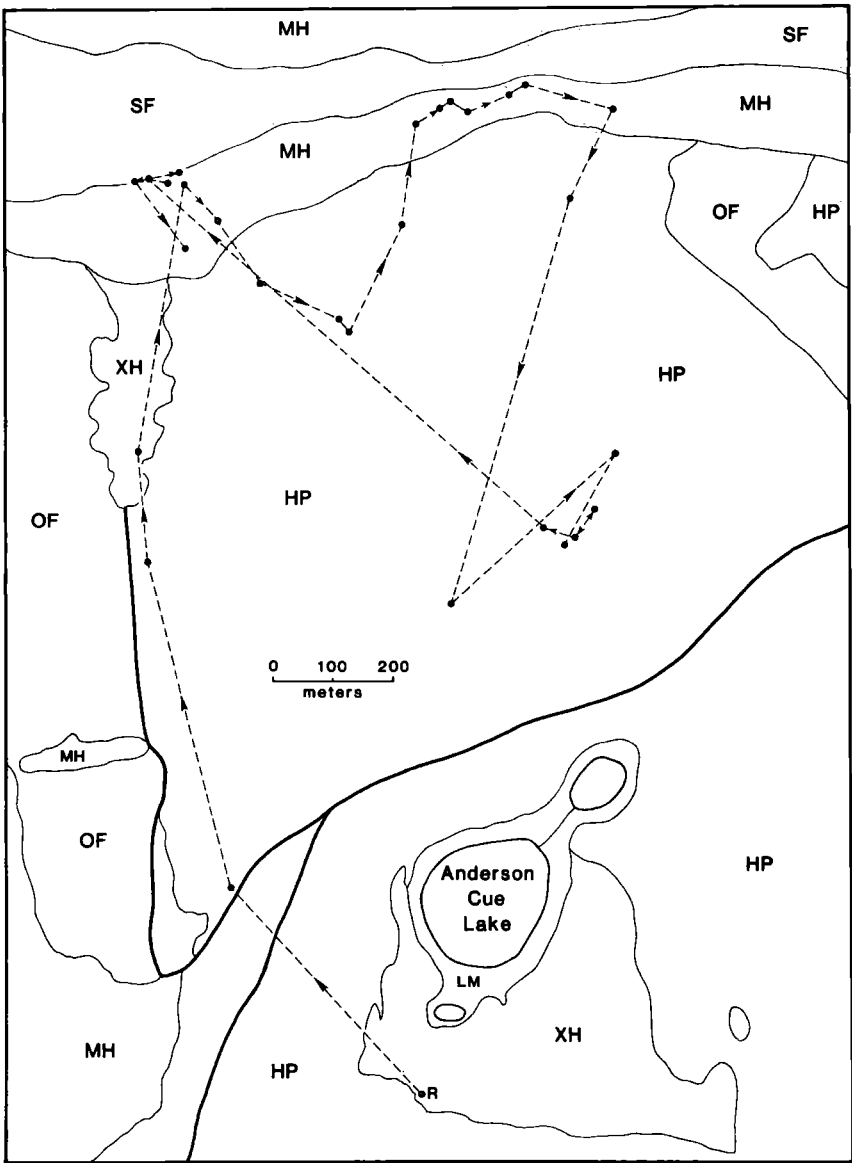 MH
SF
SF
MH
MH
OF
HP
XH
HP
HP
OF
0 100 200
meters
MH
OF
HP
Anderson
Cue
Lake
LM
XH
MH
HP
R